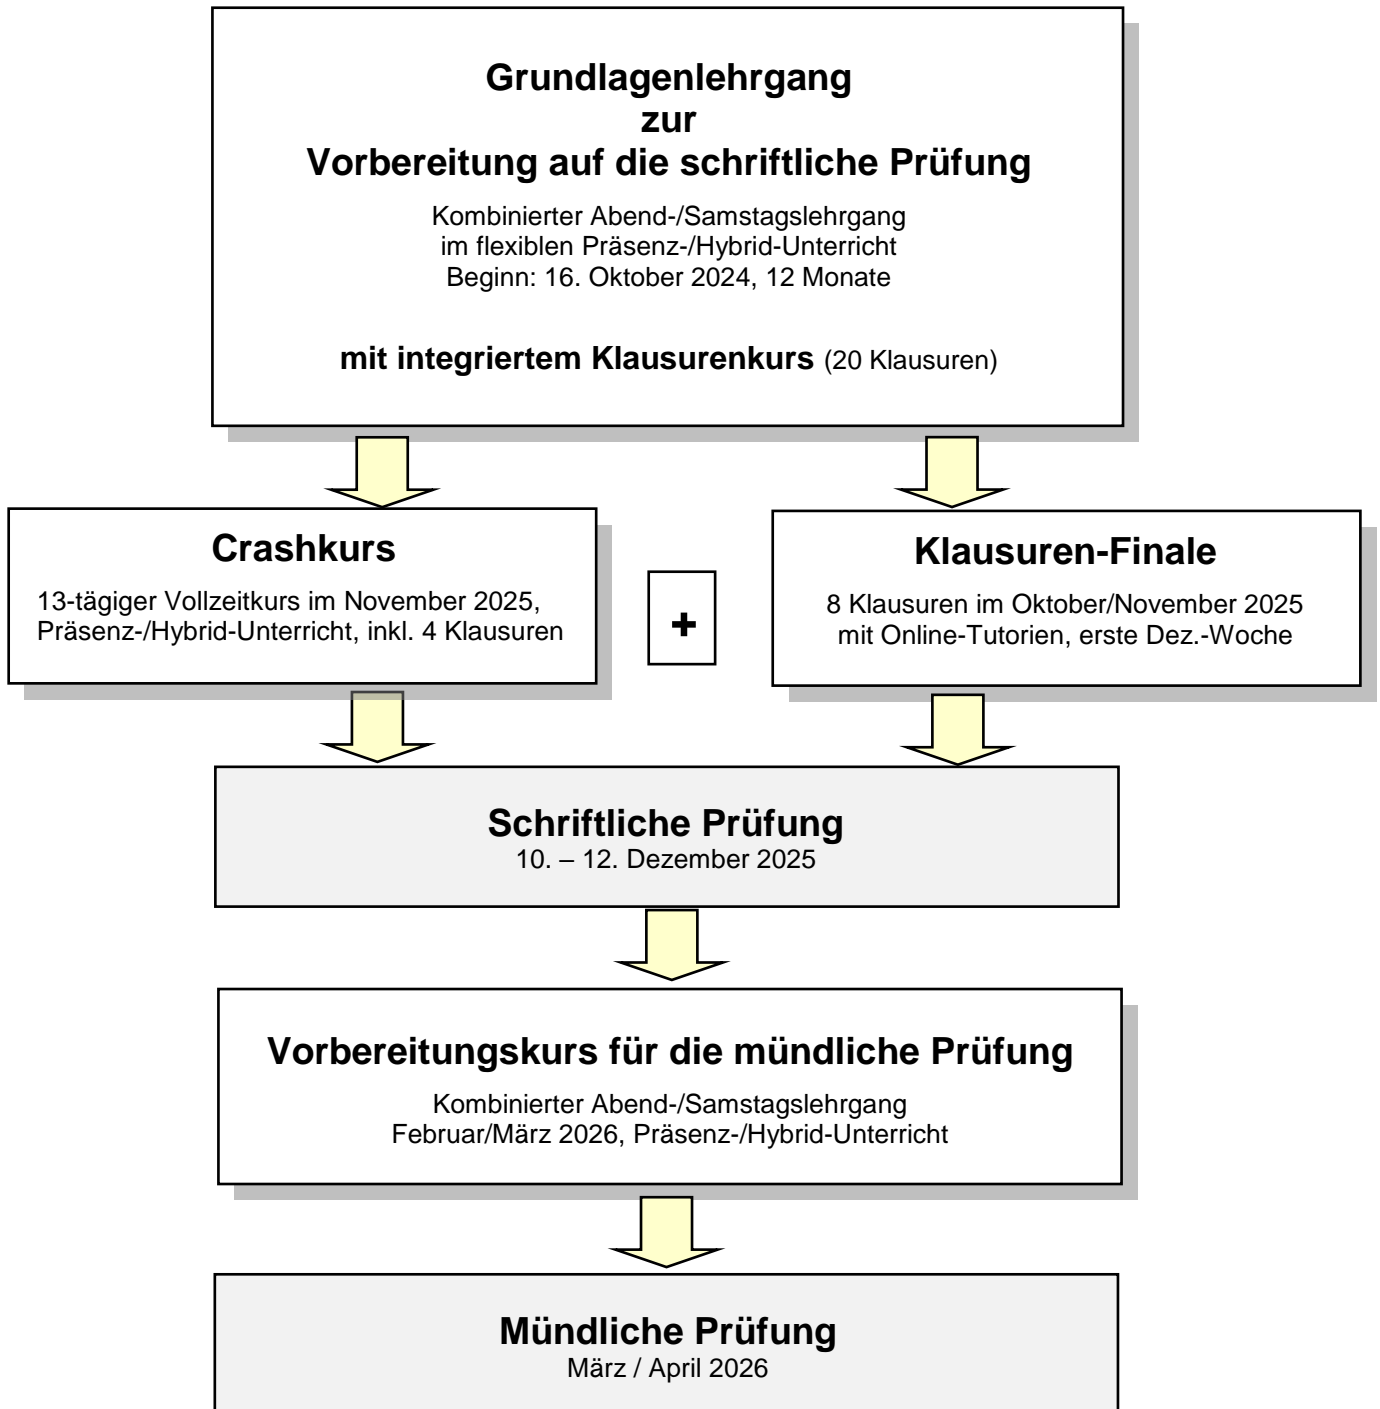 Grundlagenlehrgang
zur
Vorbereitung auf die schriftliche Prüfung
Kombinierter Abend-/Samstagslehrgang
im flexiblen Präsenz-/Hybrid-Unterricht
Beginn: 16. Oktober 2024, 12 Monate
mit integriertem Klausurenkurs (20 Klausuren)
Crashkurs
13-tägiger Vollzeitkurs im November 2025,
Präsenz-/Hybrid-Unterricht, inkl. 4 Klausuren
+
Klausuren-Finale
8 Klausuren im Oktober/November 2025
mit Online-Tutorien, erste Dez.-Woche
Schriftliche Prüfung
10. – 12. Dezember 2025
Vorbereitungskurs für die mündliche Prüfung
Kombinierter Abend-/Samstagslehrgang
Februar/März 2026, Präsenz-/Hybrid-Unterricht
Mündliche Prüfung
März / April 2026